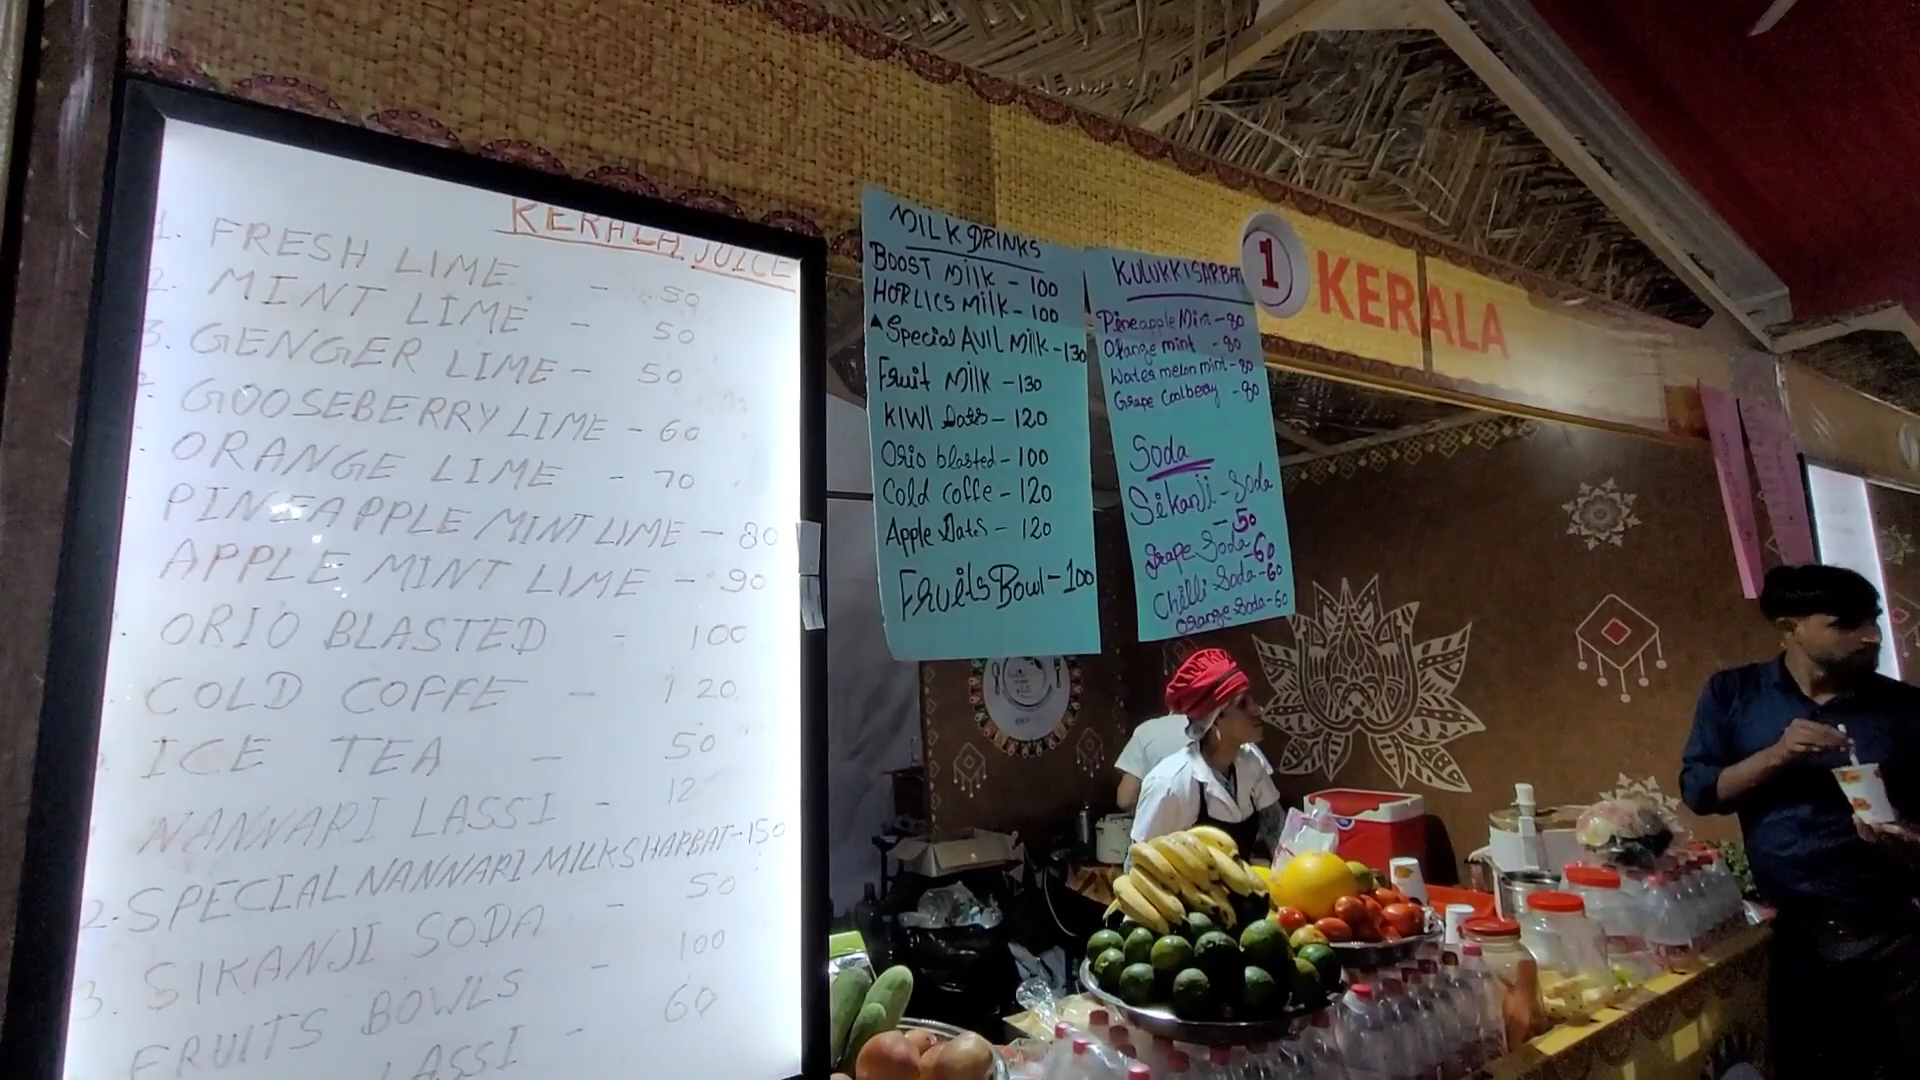 KERALA JUICE
1. FRESH LIME - 50
2. MINT LIME - 50
3. GENGER LIME - 50
GOOSEBERRY LIME - 60
ORANGE LIME - 70
PINEAPPLE MINT LIME - 80
APPLE MINT LIME - 90
ORIO BLASTED - 100
COLD COFFE - 120
ICE TEA - 50
NANNARI LASSI - 12
2. SPECIAL NANNARI MILK SHARBAT - 150
3. SIKANJI SODA - 50
FRUITS BOWLS - 100
LASSI - 60
MILK DRINKS
BOOST MILK - 100
HORLICS MILK - 100
Special AVIL MILK - 130
Fruit MILK - 130
KIWI Dates - 120
Orio blasted - 100
Cold coffe - 120
Apple Dates - 120
Fruits Bowl - 100
KULUKKI SARBAT
Pineapple Mint - 80
Orange mint - 80
Water melon mint - 80
Grape Coolberry - 80
Soda
Sikanji - Soda
- 50
Grape Soda - 60
Chilli Soda - 60
Orange Soda - 60
1 KERALA